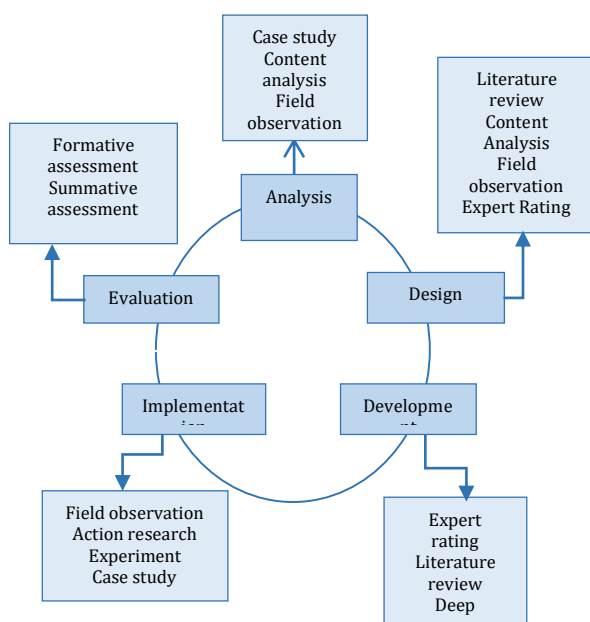 Case study
Content
analysis
Field
observation
Literature
review
Content
Analysis
Field
observation
Expert Rating
Formative
assessment
Summative
assessment
Analysis
Evaluation
Design
Implementat
Developme
Field observation
Action research
Experiment
Case study
Expert
rating
Literature
review
Deep